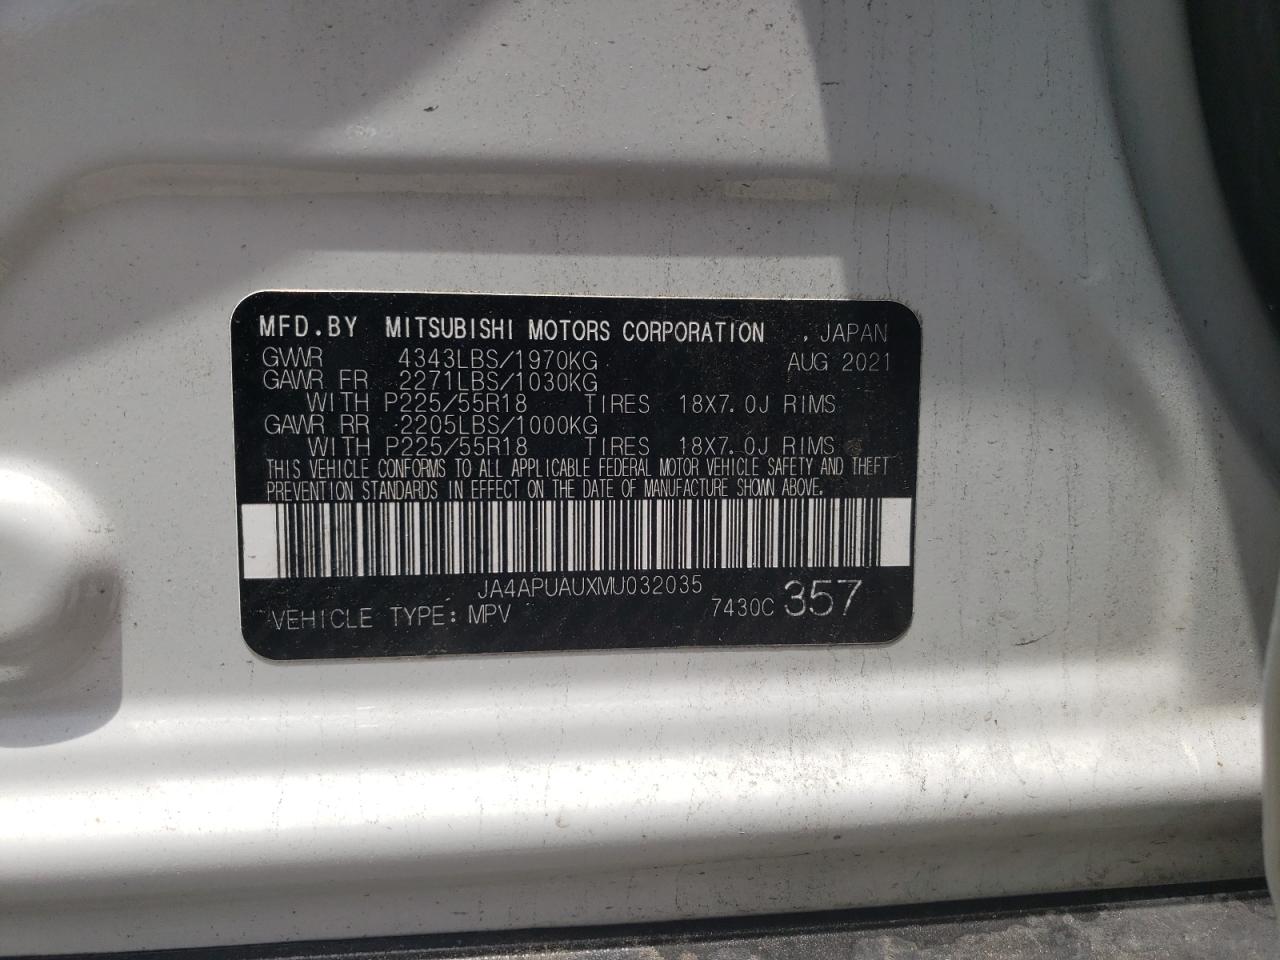 MFD.BY MITSUBISHI MOTORS CORPORATION , JAPAN
GVWR 4343LBS/1970KG AUG 2021
GAWR FR 2271LBS/1030KG
WITH P225/55R18 TIRES 18X7.0J RIMS
GAWR RR 2205LBS/1000KG
WITH P225/55R18 TIRES 18X7.0J RIMS
THIS VEHICLE CONFORMS TO ALL APPLICABLE FEDERAL MOTOR VEHICLE SAFETY AND THEFT
PREVENTION STANDARDS IN EFFECT ON THE DATE OF MANUFACTURE SHOWN ABOVE.
JA4APUAUXMU032035
VEHICLE TYPE: MPV 7430C 357